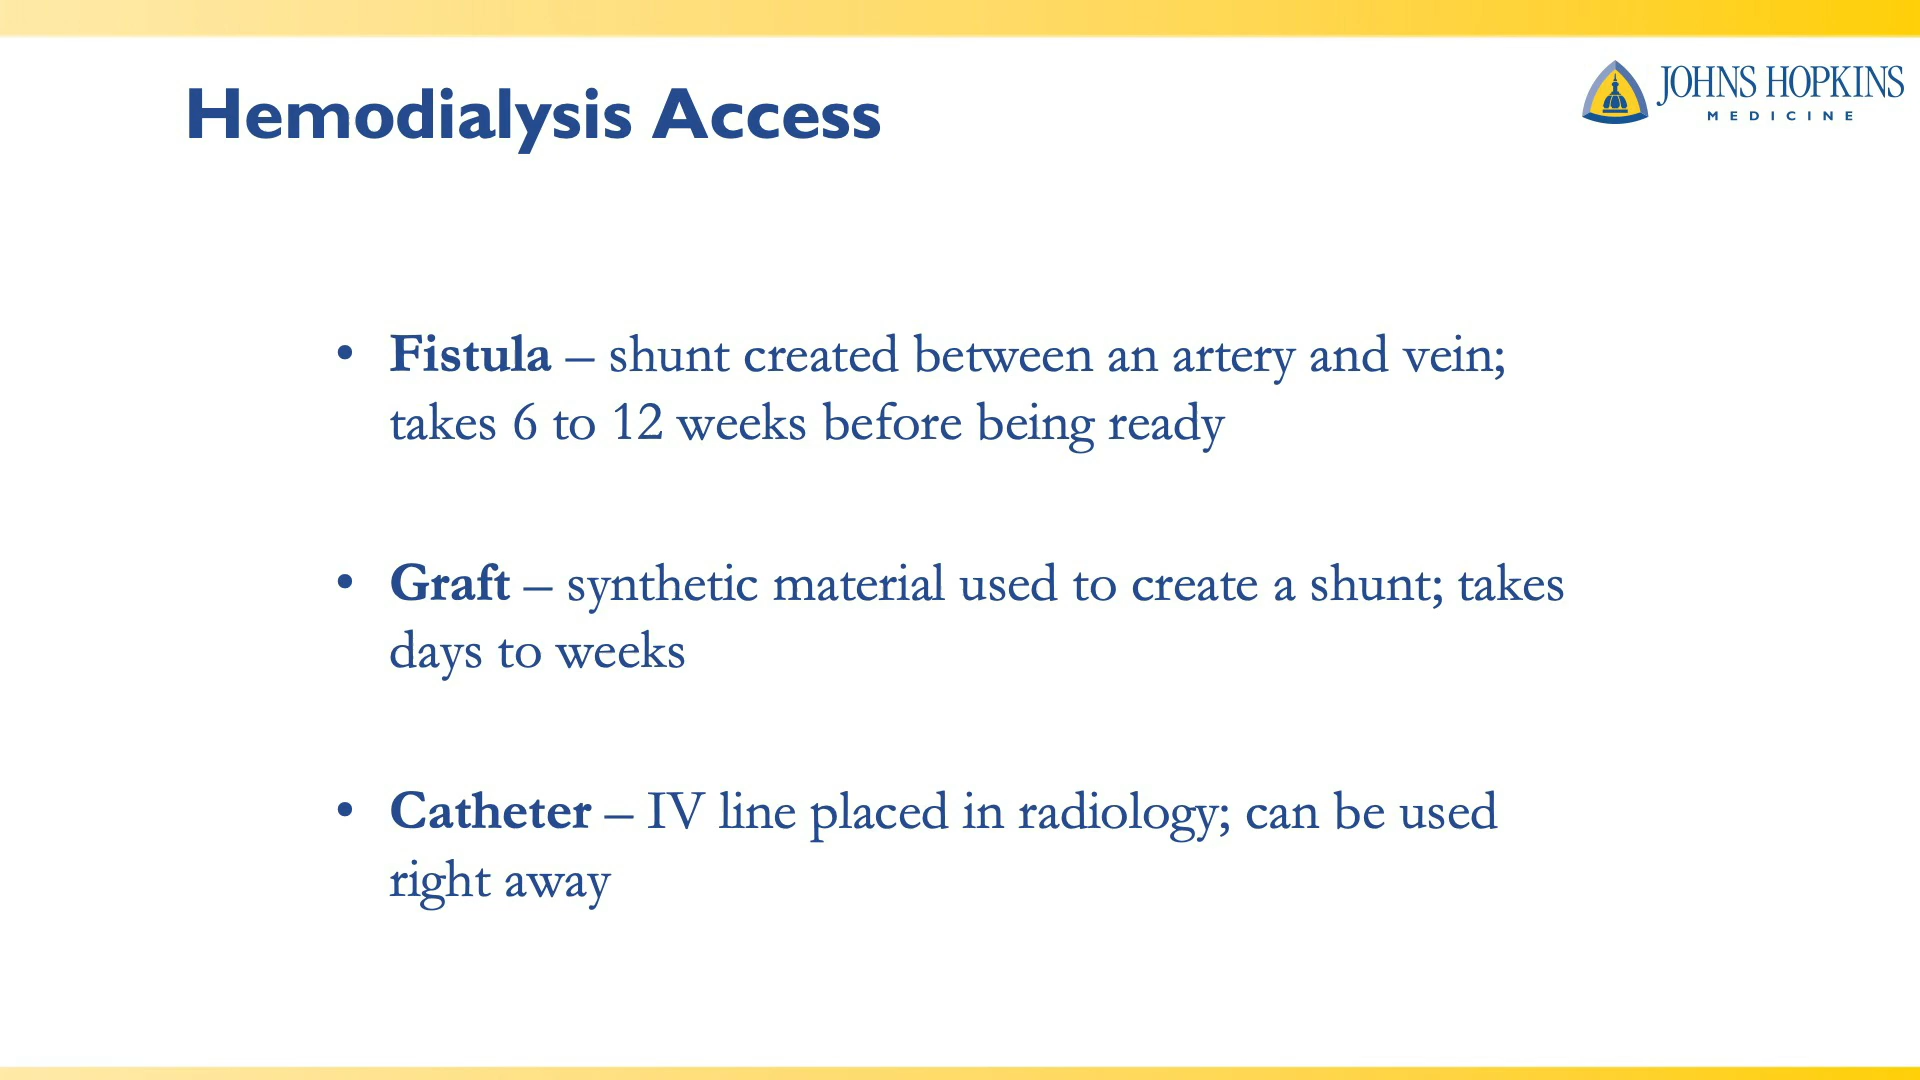 Hemodialysis Access
JOHNS HOPKINS
MEDICINE
• Fistula – shunt created between an artery and vein;
takes 6 to 12 weeks before being ready
• Graft – synthetic material used to create a shunt; takes
days to weeks
• Catheter – IV line placed in radiology; can be used
right away